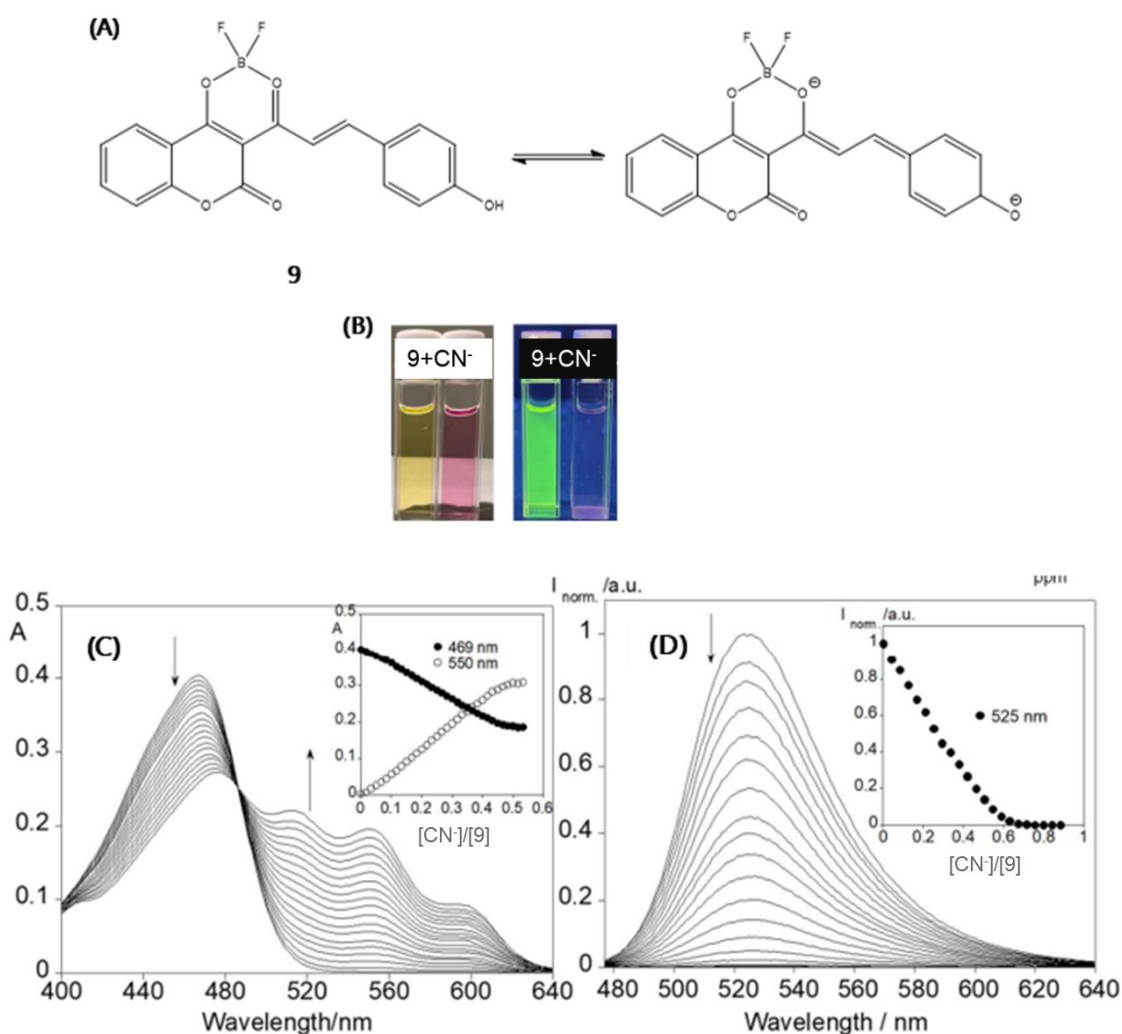 (A)
F F
B
O O
O O
OH
F F
B
O O ⊖
O O
⊖
O
9
(B)
9+CN-
9+CN-
0.5
A
(C)
0.4
0.3
0.2
0.1
0
400 440 480 520 560 600 640
Wavelength/nm
0.5
A
0.4
0.3
0.2
0.1
0
469 nm
550 nm
0 0.1 0.2 0.3 0.4 0.5 0.6
[CN-]/[9]
I norm. /a.u.
ppm
(D)
1
0.8
0.6
0.4
0.2
0
480 500 520 540 560 580 600 620 640
Wavelength / nm
I norm. /a.u.
1
0.8
0.6
0.4
0.2
0
525 nm
0 0.2 0.4 0.6 0.8 1
[CN-]/[9]